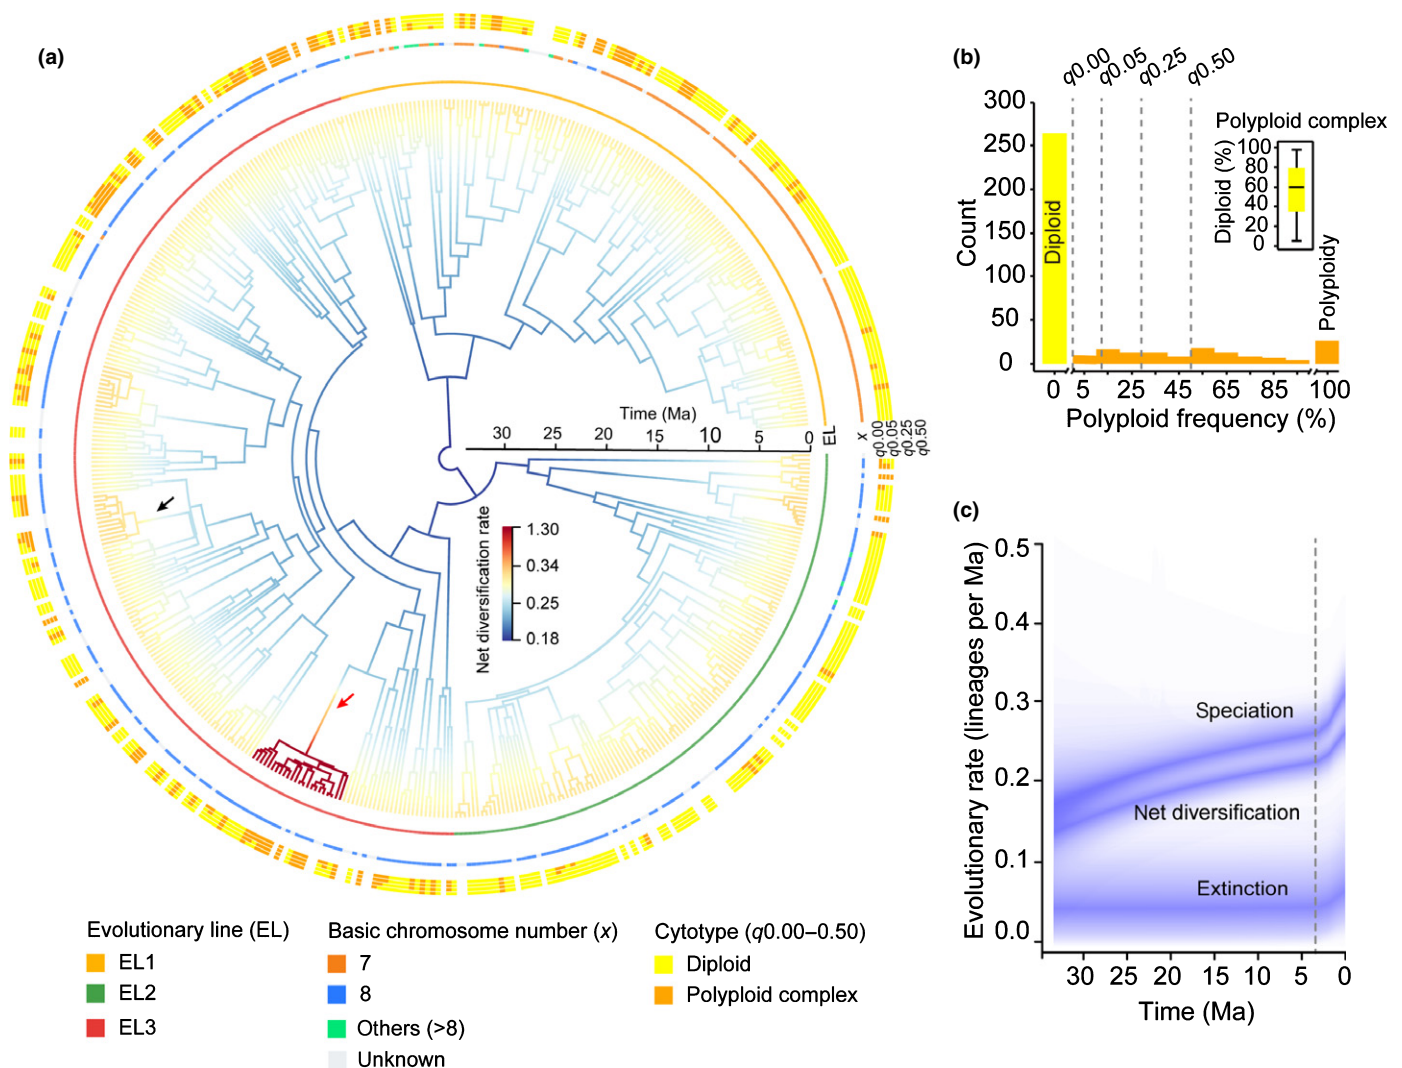 (a)
Time (Ma)
30 25 20 15 10 5 0
EL
x
q0.00
q0.05
q0.25
q0.50
Net diversification rate
1.30
0.34
0.25
0.18
Evolutionary line (EL)
EL1
EL2
EL3
Basic chromosome number (x)
7
8
Others (>8)
Unknown
Cytotype (q0.00–0.50)
Diploid
Polyploid complex
(b)
q0.00
q0.05
q0.25
q0.50
Count
300
250
200
150
100
50
0
Diploid
Polyploid complex
Diploid (%)
100
80
60
40
20
0
Polyploidy
0 5 25 45 65 85 100
Polyploid frequency (%)
(c)
Evolutionary rate (lineages per Ma)
0.5
0.4
0.3
0.2
0.1
0.0
Speciation
Net diversification
Extinction
30 25 20 15 10 5 0
Time (Ma)